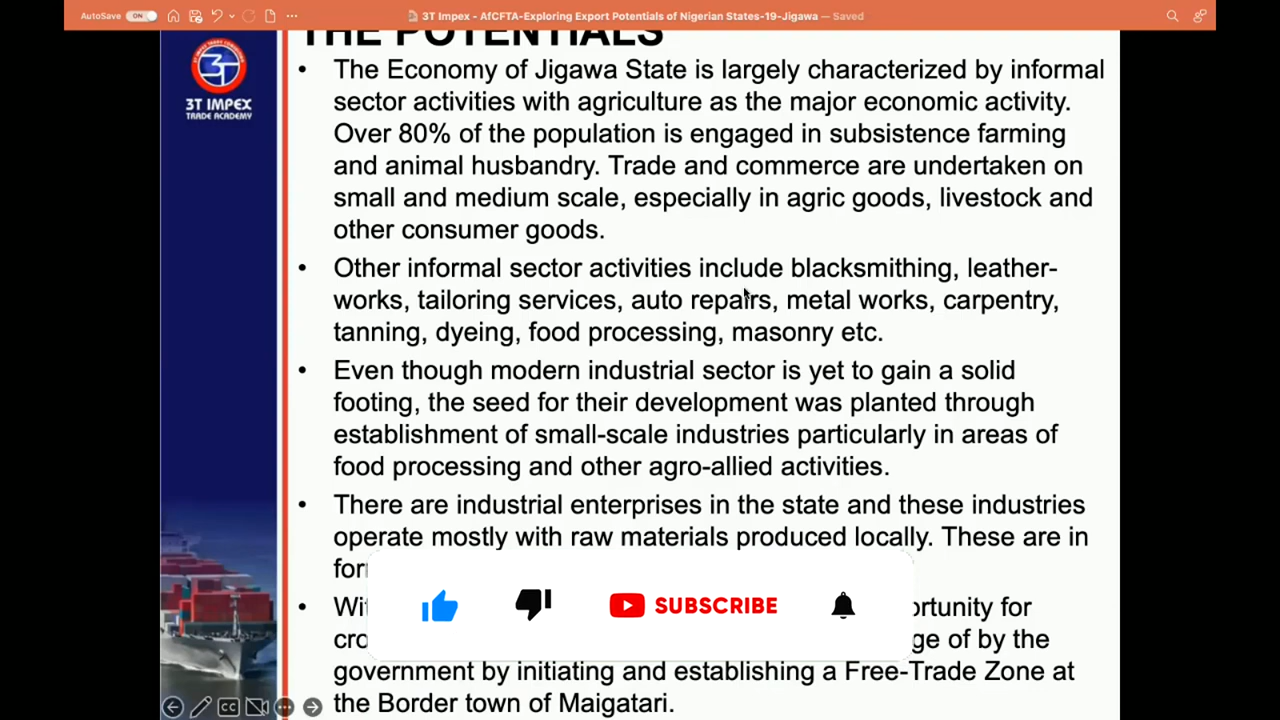 AutoSave ON
3T Impex - AfCFTA-Exploring Export Potentials of Nigerian States-19-Jigawa — Saved
THE POTENTIALS
3T
3T IMPEX
TRADE ACADEMY
• The Economy of Jigawa State is largely characterized by informal
sector activities with agriculture as the major economic activity.
Over 80% of the population is engaged in subsistence farming
and animal husbandry. Trade and commerce are undertaken on
small and medium scale, especially in agric goods, livestock and
other consumer goods.
• Other informal sector activities include blacksmithing, leather-
works, tailoring services, auto repairs, metal works, carpentry,
tanning, dyeing, food processing, masonry etc.
• Even though modern industrial sector is yet to gain a solid
footing, the seed for their development was planted through
establishment of small-scale industries particularly in areas of
food processing and other agro-allied activities.
• There are industrial enterprises in the state and these industries
operate mostly with raw materials produced locally. These are in
SUBSCRIBE
• for
of by the
government by initiating and establishing a Free-Trade Zone at
the Border town of Maigatari.
CC